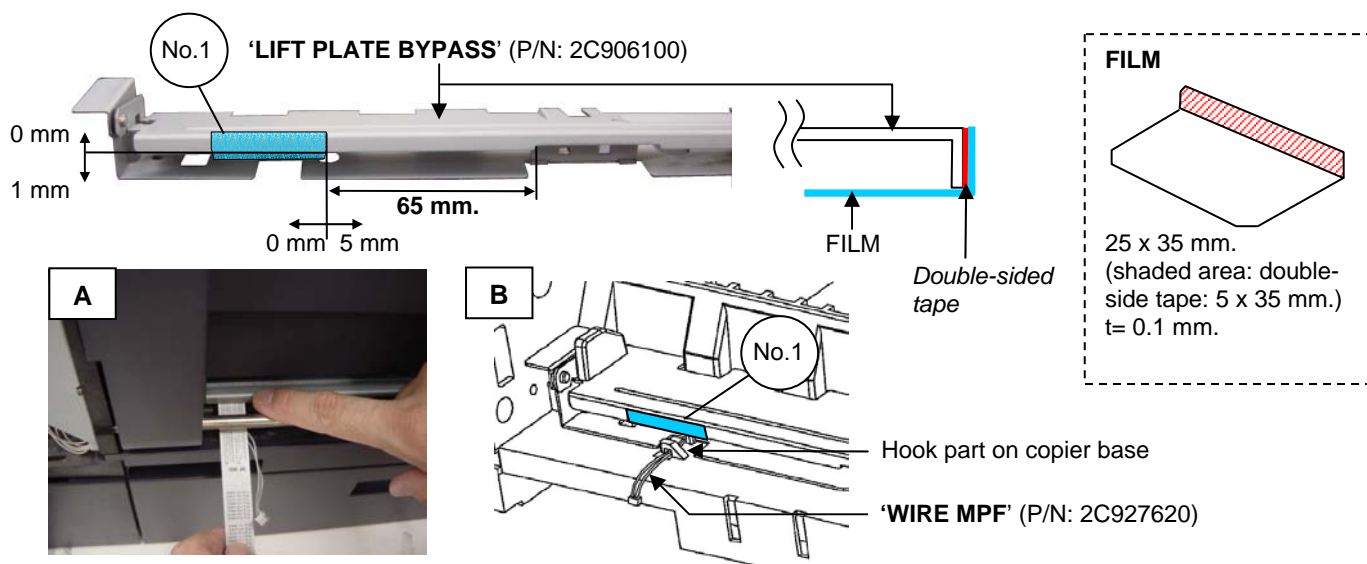 No.1
‘LIFT PLATE BYPASS’ (P/N: 2C906100)
0 mm
1 mm
65 mm.
0 mm 5 mm
FILM
Double-sided
tape
FILM
25 x 35 mm.
(shaded area: double-
side tape: 5 x 35 mm.)
t= 0.1 mm.
A
B
No.1
Hook part on copier base
‘WIRE MPF’ (P/N: 2C927620)